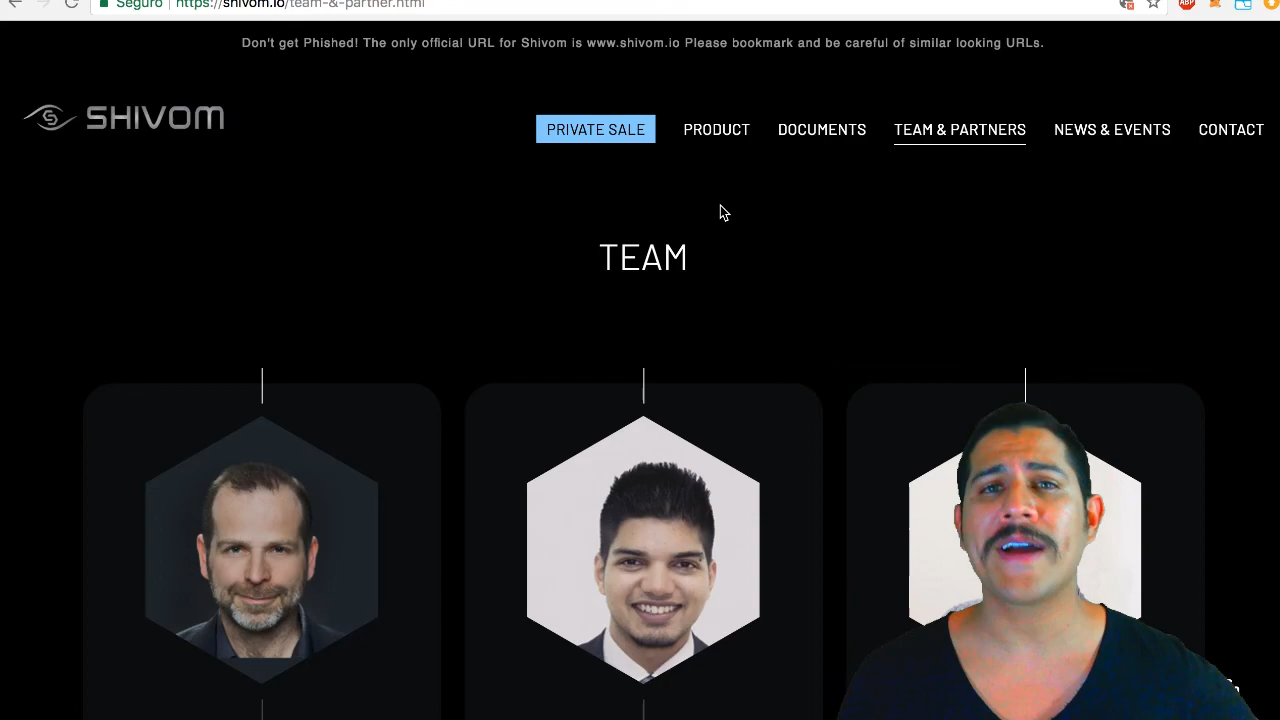 Seguro https://shivom.io/team-&-partner.html
ABP
Don't get Phished! The only official URL for Shivom is www.shivom.io Please bookmark and be careful of similar looking URLs.
SHIVOM
PRIVATE SALE PRODUCT DOCUMENTS TEAM & PARTNERS NEWS & EVENTS CONTACT
TEAM